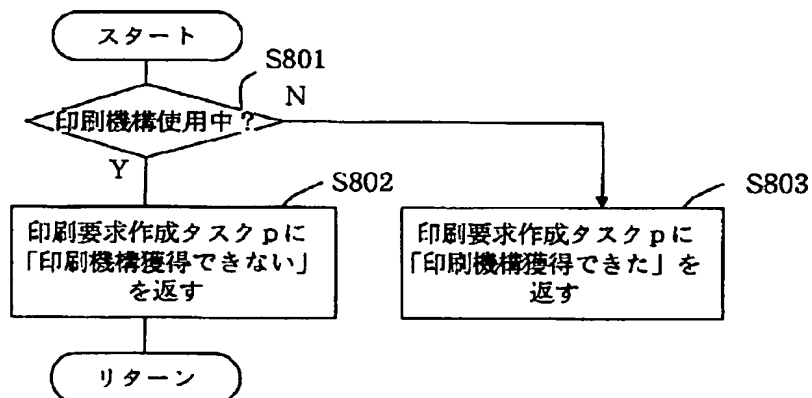 スタート
S801
印刷機構使用中?
N
Y
S802
印刷要求作成タスクpに
「印刷機構獲得できない」
を返す
S803
印刷要求作成タスクpに
「印刷機構獲得できた」を
返す
リターン